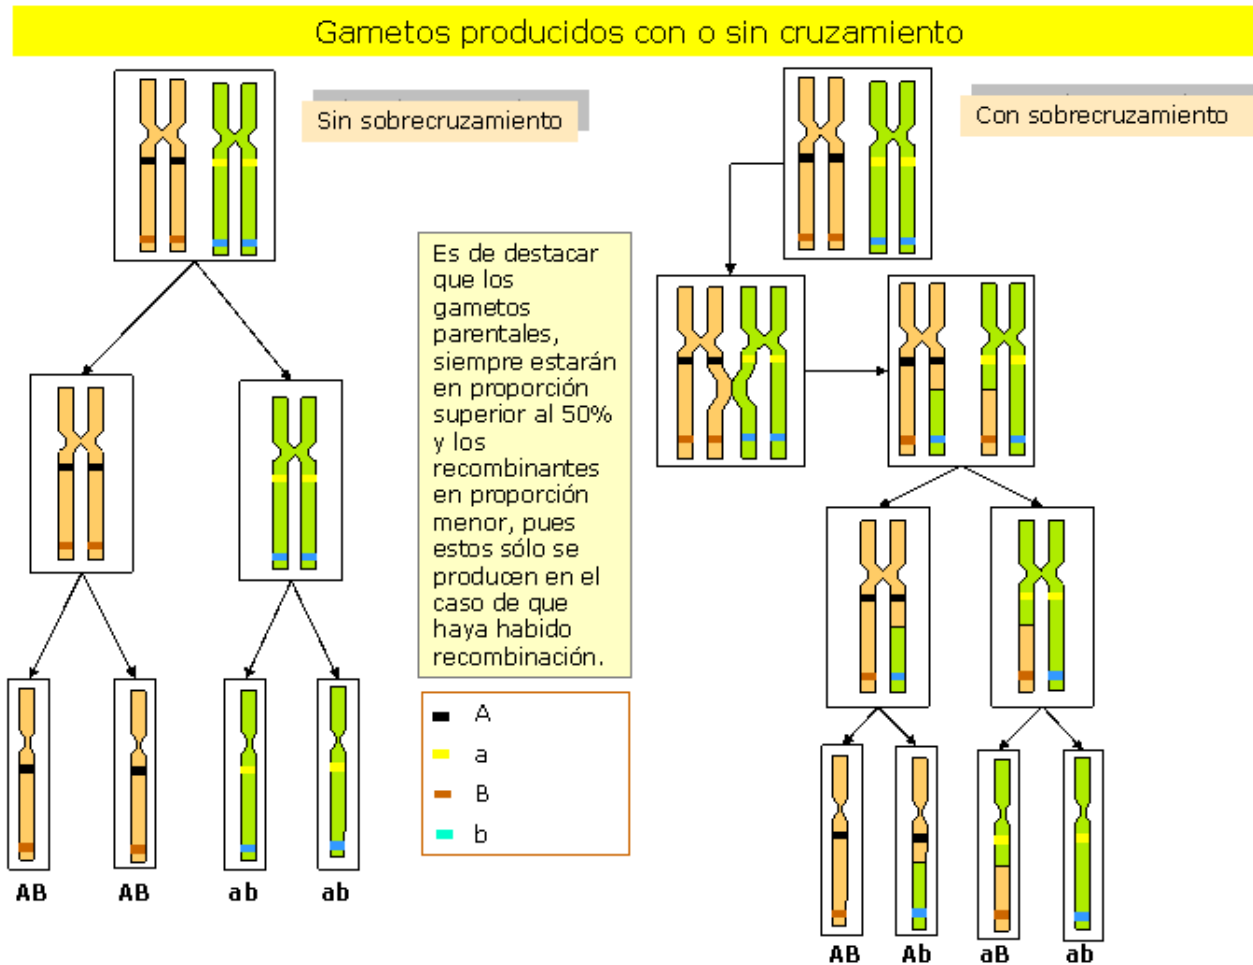 Gametos producidos con o sin cruzamiento
Sin sobrecruzamiento
Con sobrecruzamiento
Es de destacar
que los
gametos
parentales,
siempre estarán
en proporción
superior al 50%
y los
recombinantes
en proporción
menor, pues
estos sólo se
producen en el
caso de que
haya habido
recombinación.
A
a
B
b
AB
AB
ab
ab
AB
Ab
aB
ab